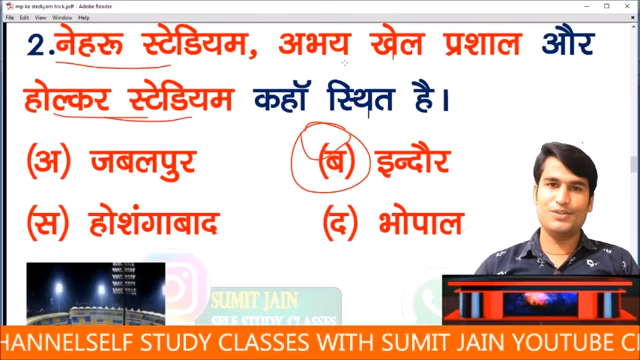 mp ke stediyam trick.pdf - Adobe Reader
File Edit View Window Help
2. नेहरू स्टेडियम, अभय खेल प्रशाल और
होल्कर स्टेडियम कहाॅ स्थित है।
(अ) जबलपुर (ब) इन्दौर
(स) होशंगाबाद (द) भोपाल
SUMIT JAIN
SELF STUDY CLASSES
HANNELSELF STUDY CLASSES WITH SUMIT JAIN YOUTUBE C